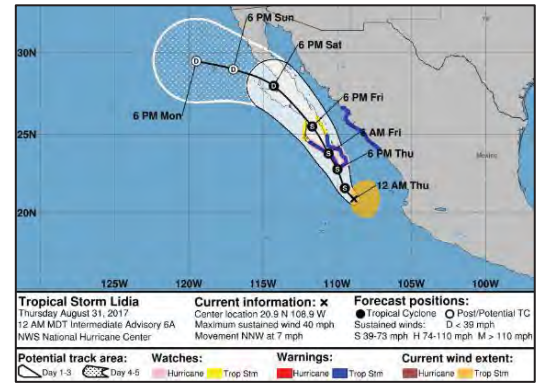 6 PM Sun
30N
6 PM Sat
D
D
D
6 PM Mon
6 PM Fri
S
25N
6 AM Fri
S
6 PM Thu
S
Mexico
12 AM Thu
S
20N
125W 120W 115W 110W 105W 100W
Tropical Storm Lidia
Thursday August 31, 2017
12 AM MDT Intermediate Advisory 6A
NWS National Hurricane Center
Current information: x
Center location 20.9 N 108.9 W
Maximum sustained wind 40 mph
Movement NNW at 7 mph
Forecast positions:
Tropical Cyclone Post/Potential TC
Sustained winds: D < 39 mph
S 39-73 mph H 74-110 mph M > 110 mph
Potential track area:
Day 1-3 Day 4-5
Watches:
Hurricane Trop Stm
Warnings:
Hurricane Trop Stm
Current wind extent:
Hurricane Trop Stm